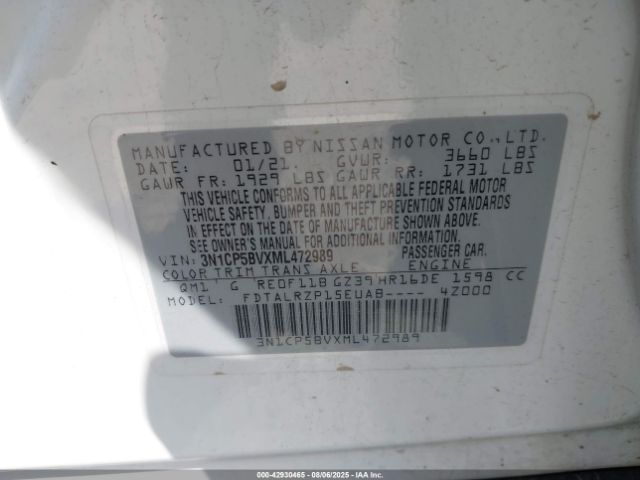 MANUFACTURED BY NISSAN MOTOR CO., LTD.
DATE: 01/21. GVWR: 3660 LBS
GAWR FR: 1929 LBS GAWR RR: 1731 LBS
THIS VEHICLE CONFORMS TO ALL APPLICABLE FEDERAL MOTOR
VEHICLE SAFETY, BUMPER AND THEFT PREVENTION STANDARDS
IN EFFECT ON THE DATE OF MANUFACTURE SHOWN ABOVE.
SEE OWNER'S MANUAL FOR ADDITIONAL INFORMATION.
VIN: 3N1CP5BVXML472989 PASSENGER CAR.
COLOR TRIM TRANS AXLE ENGINE
QM1 G RE0F11B GZ39 HR16DE 1598 CC
MODEL: FDTALRZP15EUAB---- 4Z000
3N1CP5BVXML472989
000-42930465 - 08/06/2025 - IAAI.COM